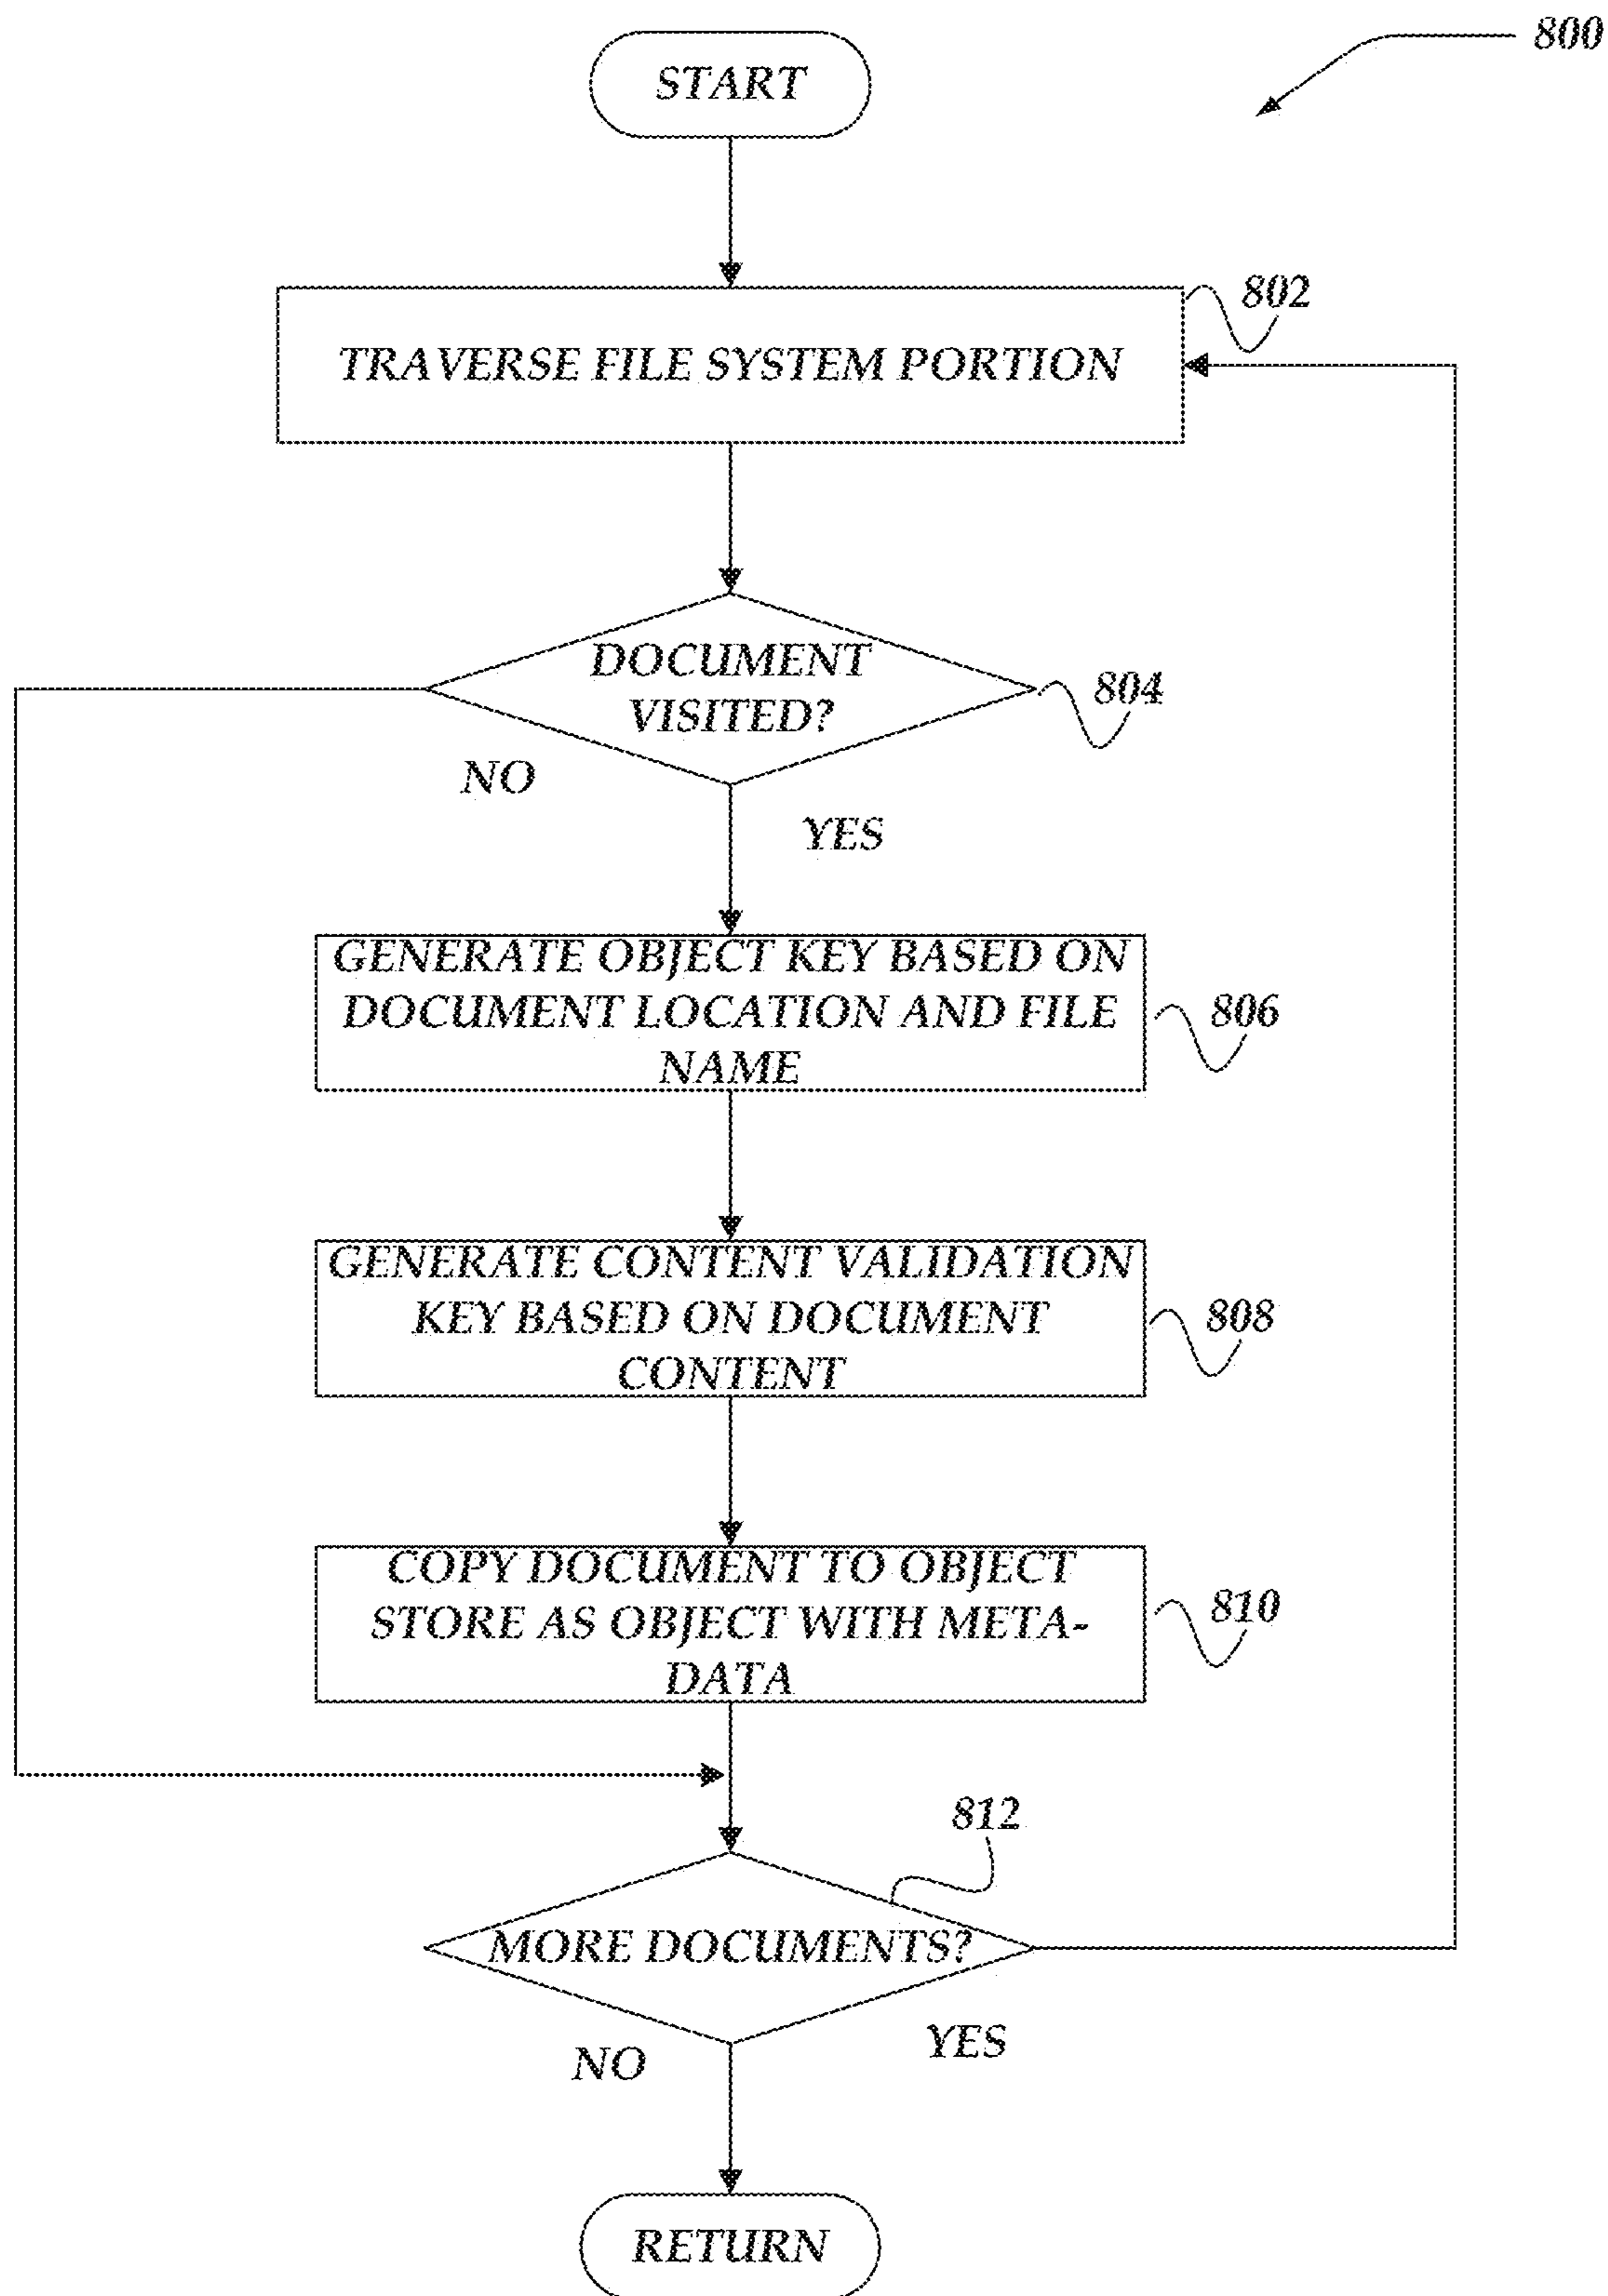 800
START
802
TRAVERSE FILE SYSTEM PORTION
DOCUMENT
VISITED?
804
NO
YES
GENERATE OBJECT KEY BASED ON
DOCUMENT LOCATION AND FILE
NAME
806
GENERATE CONTENT VALIDATION
KEY BASED ON DOCUMENT
CONTENT
808
COPY DOCUMENT TO OBJECT
STORE AS OBJECT WITH META-
DATA
810
812
MORE DOCUMENTS?
YES
NO
RETURN